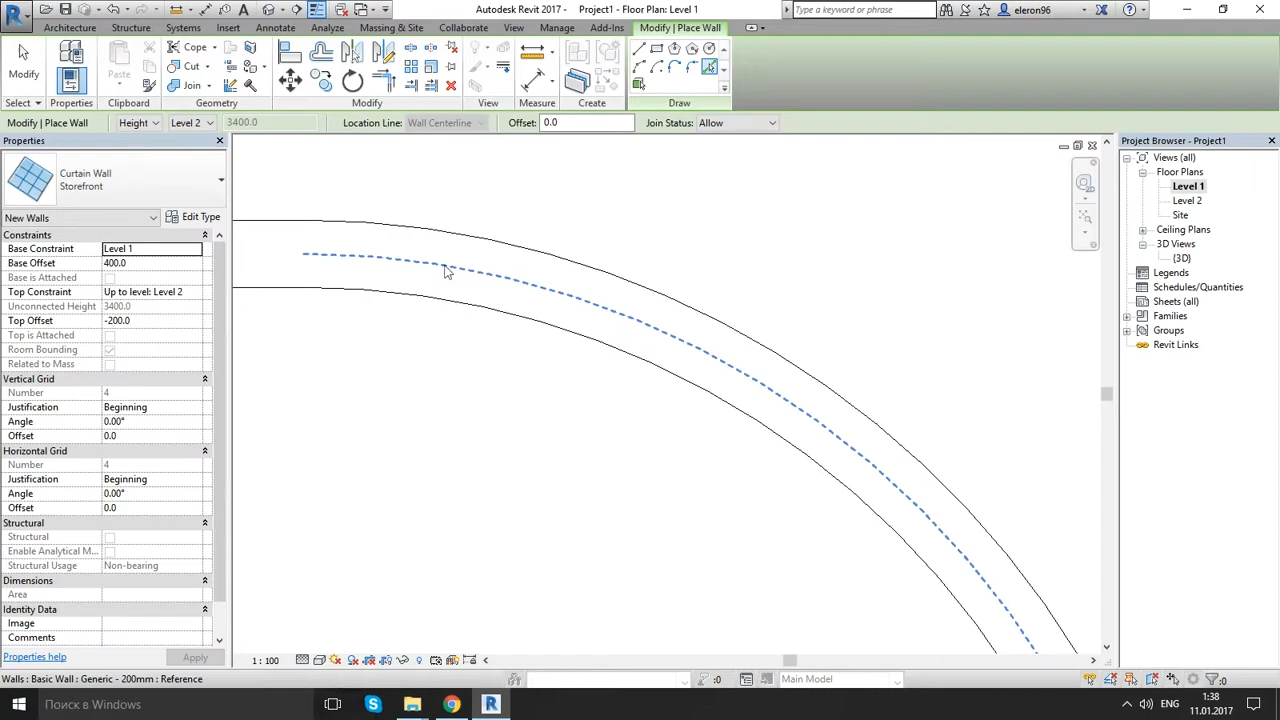 Autodesk Revit 2017 - Project1 - Floor Plan: Level 1
Type a keyword or phrase
eleron96
Architecture Structure Systems Insert Annotate Analyze Massing & Site Collaborate View Manage Add-Ins Modify | Place Wall
Modify
Paste
Cope
Cut
Join
Select Properties Clipboard Geometry Modify View Measure Create Draw
Modify | Place Wall Height Level 2 3400.0 Location Line: Wall Centerline Offset: 0.0 Join Status: Allow
Properties
Curtain Wall
Storefront
New Walls Edit Type
Constraints
Base Constraint Level 1
Base Offset 400.0
Base is Attached
Top Constraint Up to level: Level 2
Unconnected Height 3400.0
Top Offset -200.0
Top is Attached
Room Bounding
Related to Mass
Vertical Grid
Number 4
Justification Beginning
Angle 0.00°
Offset 0.0
Horizontal Grid
Number 4
Justification Beginning
Angle 0.00°
Offset 0.0
Structural
Structural
Enable Analytical M...
Structural Usage Non-bearing
Dimensions
Area
Identity Data
Image
Comments
Properties help Apply
2D
Project Browser - Project1
Views (all)
Floor Plans
Level 1
Level 2
Site
Ceiling Plans
3D Views
{3D}
Legends
Schedules/Quantities
Sheets (all)
Families
Groups
Revit Links
1 : 100
Walls : Basic Wall : Generic - 200mm : Reference :0 Main Model :0
Поиск в Windows
ENG
1:38
11.01.2017